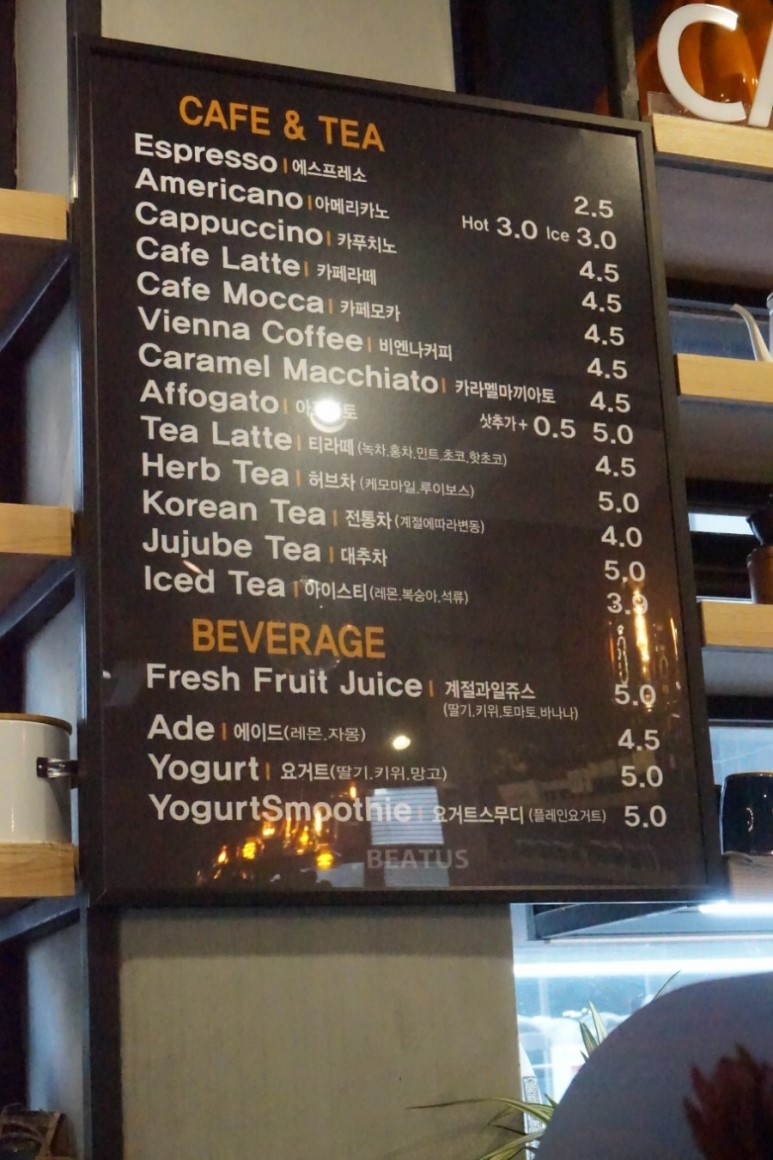 CA
CAFE & TEA
Espresso | 에스프레소 2.5
Americano | 아메리카노 Hot 3.0 Ice 3.0
Cappuccino | 카푸치노 4.5
Cafe Latte | 카페라떼 4.5
Cafe Mocca | 카페모카 4.5
Vienna Coffee | 비엔나커피 4.5
Caramel Macchiato | 카라멜마끼아토 4.5
Affogato | 샷추가+ 0.5 5.0
Tea Latte | 티라떼 (녹차.홍차.민트.초코.핫초코) 4.5
Herb Tea | 허브차 (케모마일.루이보스) 5.0
Korean Tea | 전통차 (계절에따라변동) 4.0
Jujube Tea | 대추차 5.0
Iced Tea | 아이스티 (레몬.복숭아.석류)
BEVERAGE
Fresh Fruit Juice | 계절과일쥬스 5.0
(딸기.키위.토마토.바나나)
Ade | 에이드(레몬.자몽) 4.5
Yogurt | 요거트(딸기.키위.망고) 5.0
YogurtSmoothie | 요거트스무디 (플레인요거트) 5.0
BEATUS